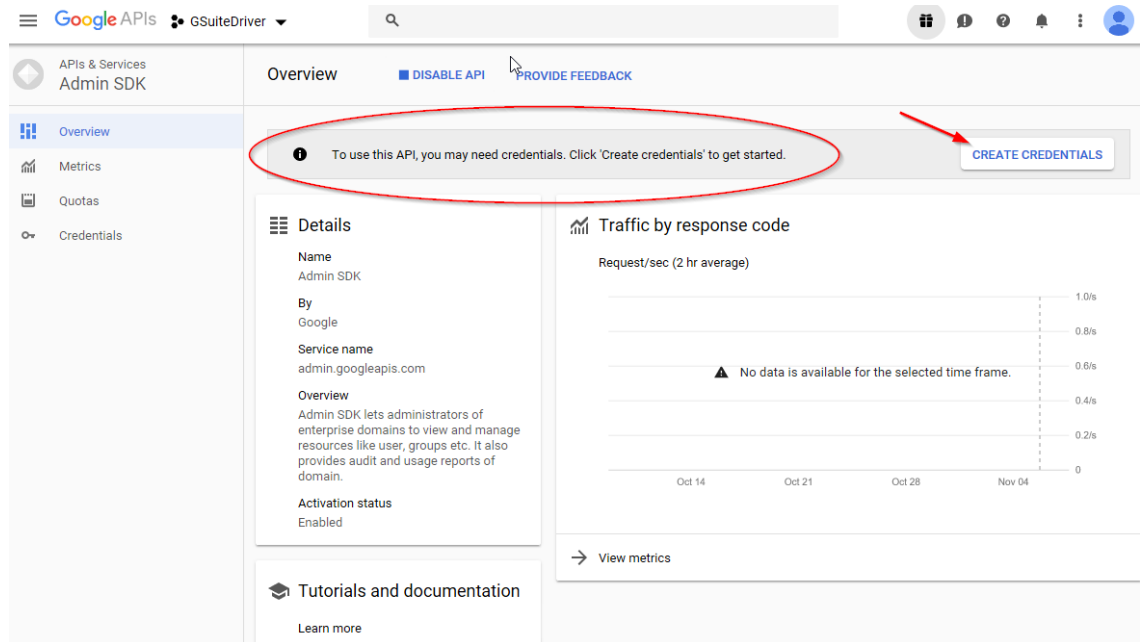 Google APIs
GSuiteDriver
APIs & Services
Admin SDK
Overview
DISABLE API
PROVIDE FEEDBACK
Overview
Metrics
Quotas
Credentials
To use this API, you may need credentials. Click 'Create credentials' to get started.
CREATE CREDENTIALS
Details
Name
Admin SDK
By
Google
Service name
admin.googleapis.com
Overview
Admin SDK lets administrators of
enterprise domains to view and manage
resources like user, groups etc. It also
provides audit and usage reports of
domain.
Activation status
Enabled
Traffic by response code
Request/sec (2 hr average)
1.0/s
0.8/s
0.6/s
0.4/s
0.2/s
0
No data is available for the selected time frame.
Oct 14
Oct 21
Oct 28
Nov 04
View metrics
Tutorials and documentation
Learn more